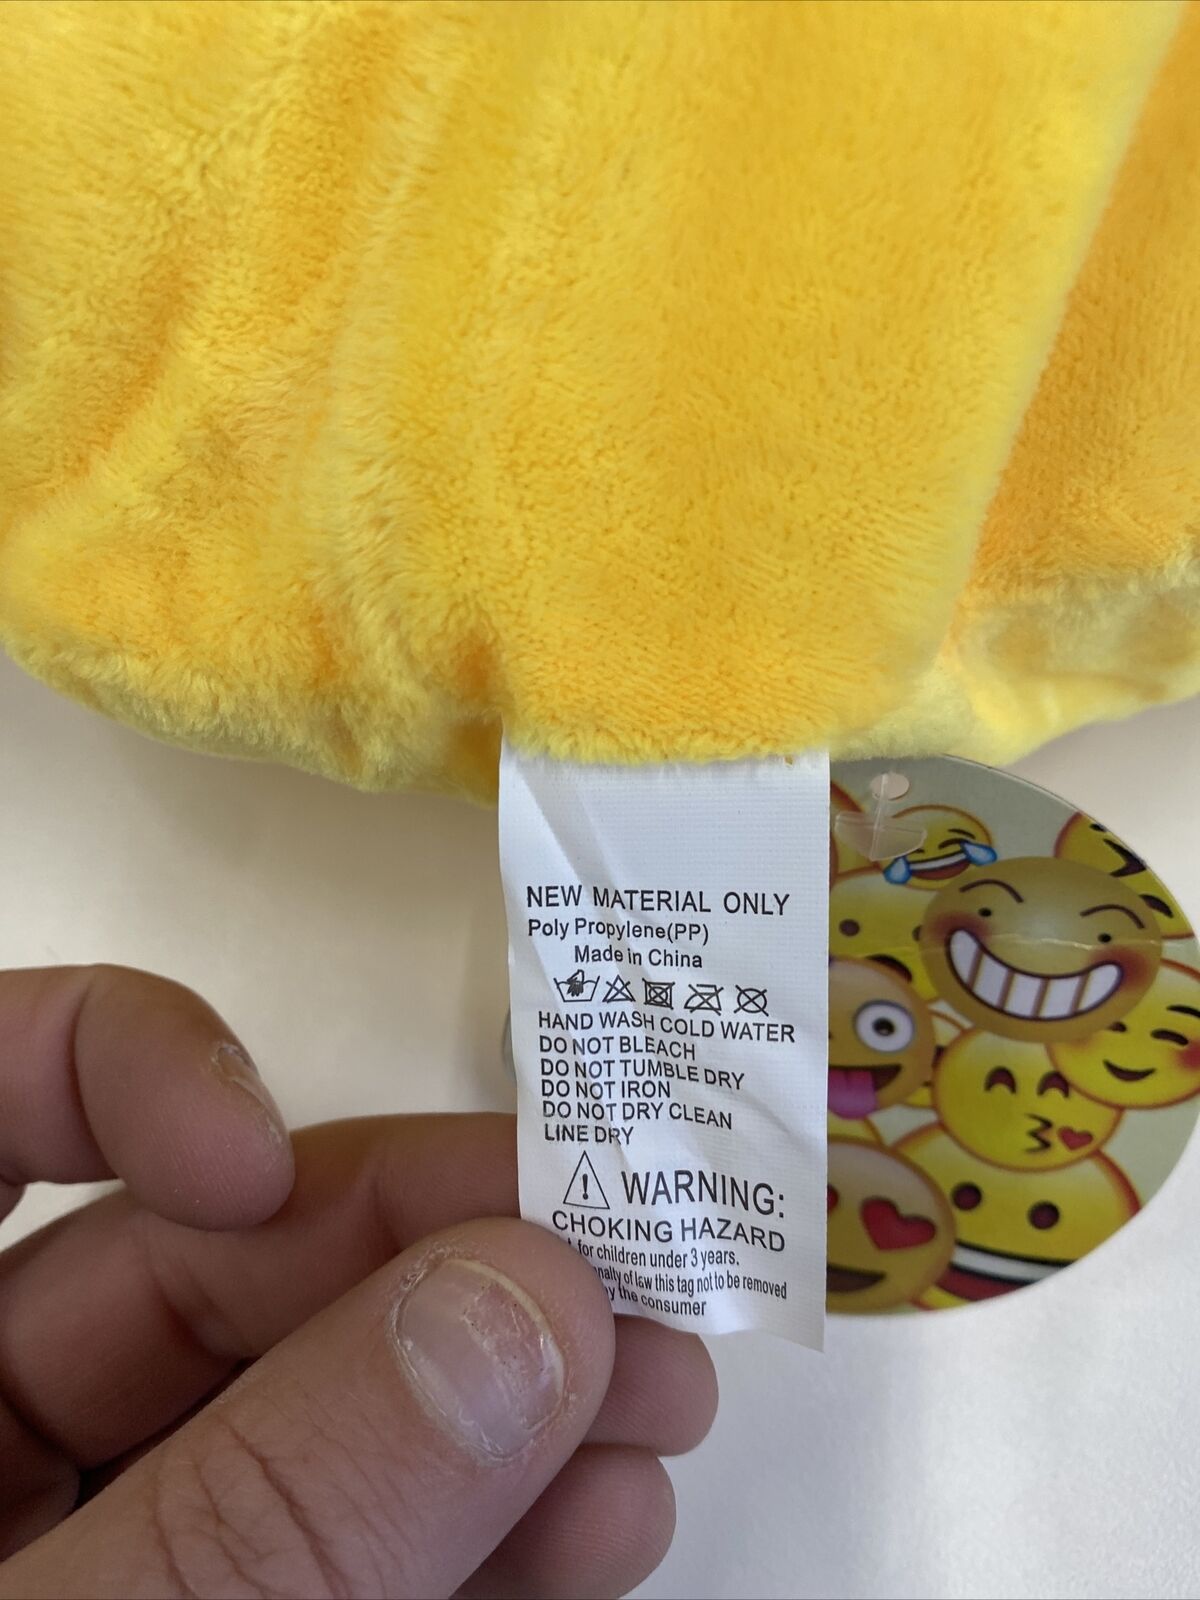 NEW MATERIAL ONLY
Poly Propylene(PP)
Made in China
HAND WASH COLD WATER
DO NOT BLEACH
DO NOT TUMBLE DRY
DO NOT IRON
DO NOT DRY CLEAN
LINE DRY
WARNING:
CHOKING HAZARD
for children under 3 years.
of law this tag not to be removed
the consumer